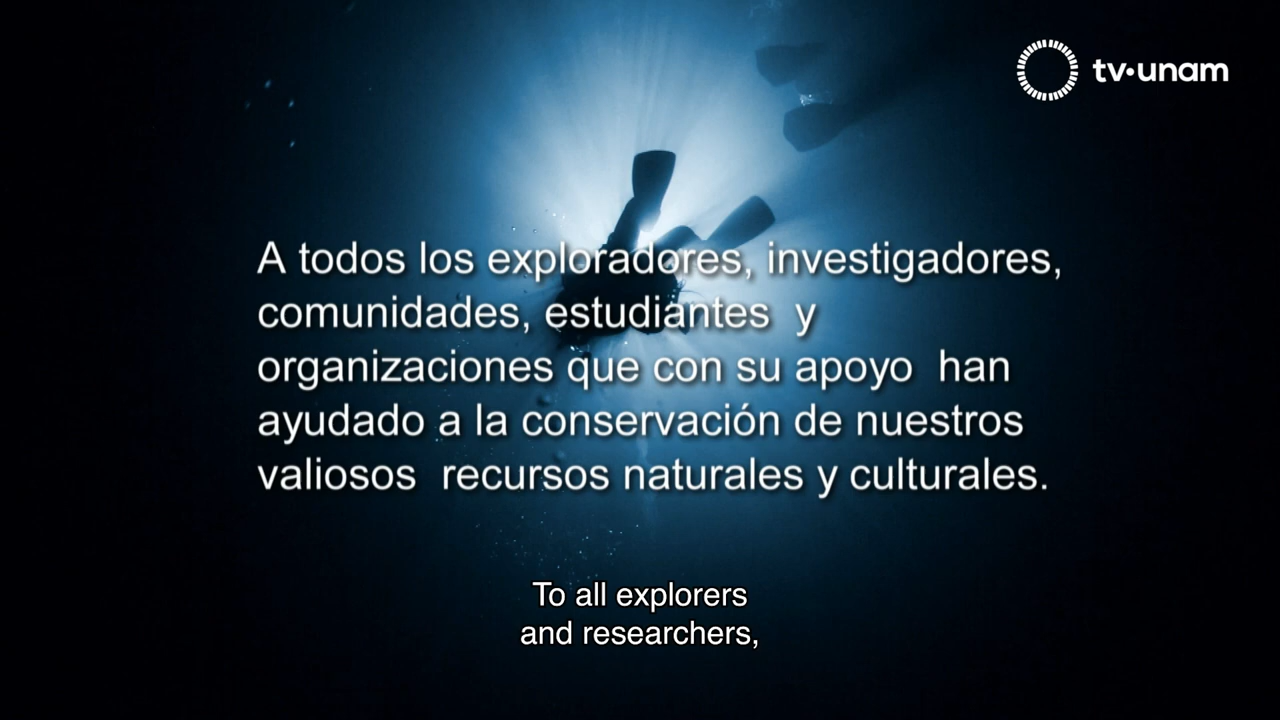 tv·unam
A todos los exploradores, investigadores,
comunidades, estudiantes y
organizaciones que con su apoyo han
ayudado a la conservación de nuestros
valiosos recursos naturales y culturales.
To all explorers
and researchers,